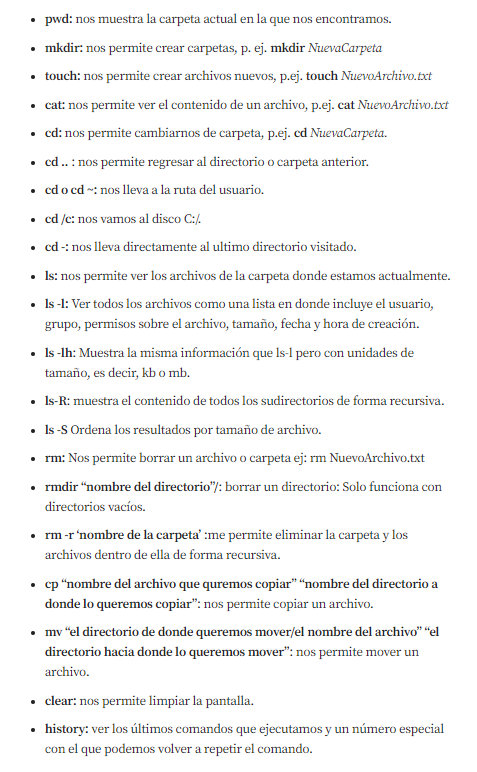 • pwd: nos muestra la carpeta actual en la que nos encontramos.
• mkdir: nos permite crear carpetas, p. ej. mkdir NuevaCarpeta
• touch: nos permite crear archivos nuevos, p.ej. touch NuevoArchivo.txt
• cat: nos permite ver el contenido de un archivo, p.ej. cat NuevoArchivo.txt
• cd: nos permite cambiarnos de carpeta, p.ej. cd NuevaCarpeta.
• cd .. : nos permite regresar al directorio o carpeta anterior.
• cd o cd ~: nos lleva a la ruta del usuario.
• cd /c: nos vamos al disco C:/.
• cd -: nos lleva directamente al ultimo directorio visitado.
• ls: nos permite ver los archivos de la carpeta donde estamos actualmente.
• ls -l: Ver todos los archivos como una lista en donde incluye el usuario,
grupo, permisos sobre el archivo, tamaño, fecha y hora de creación.
• ls -lh: Muestra la misma información que ls-l pero con unidades de
tamaño, es decir, kb o mb.
• ls-R: muestra el contenido de todos los sudirectorios de forma recursiva.
• ls -S Ordena los resultados por tamaño de archivo.
• rm: Nos permite borrar un archivo o carpeta ej: rm NuevoArchivo.txt
• rmdir “nombre del directorio”/: borrar un directorio: Solo funciona con
directorios vacíos.
• rm -r ‘nombre de la carpeta’ :me permite eliminar la carpeta y los
archivos dentro de ella de forma recursiva.
• cp “nombre del archivo que quremos copiar” “nombre del directorio a
donde lo queremos copiar”: nos permite copiar un archivo.
• mv “el directorio de donde queremos mover/el nombre del archivo” “el
directorio hacia donde lo queremos mover”: nos permite mover un
archivo.
• clear: nos permite limpiar la pantalla.
• history: ver los últimos comandos que ejecutamos y un número especial
con el que podemos volver a repetir el comando.